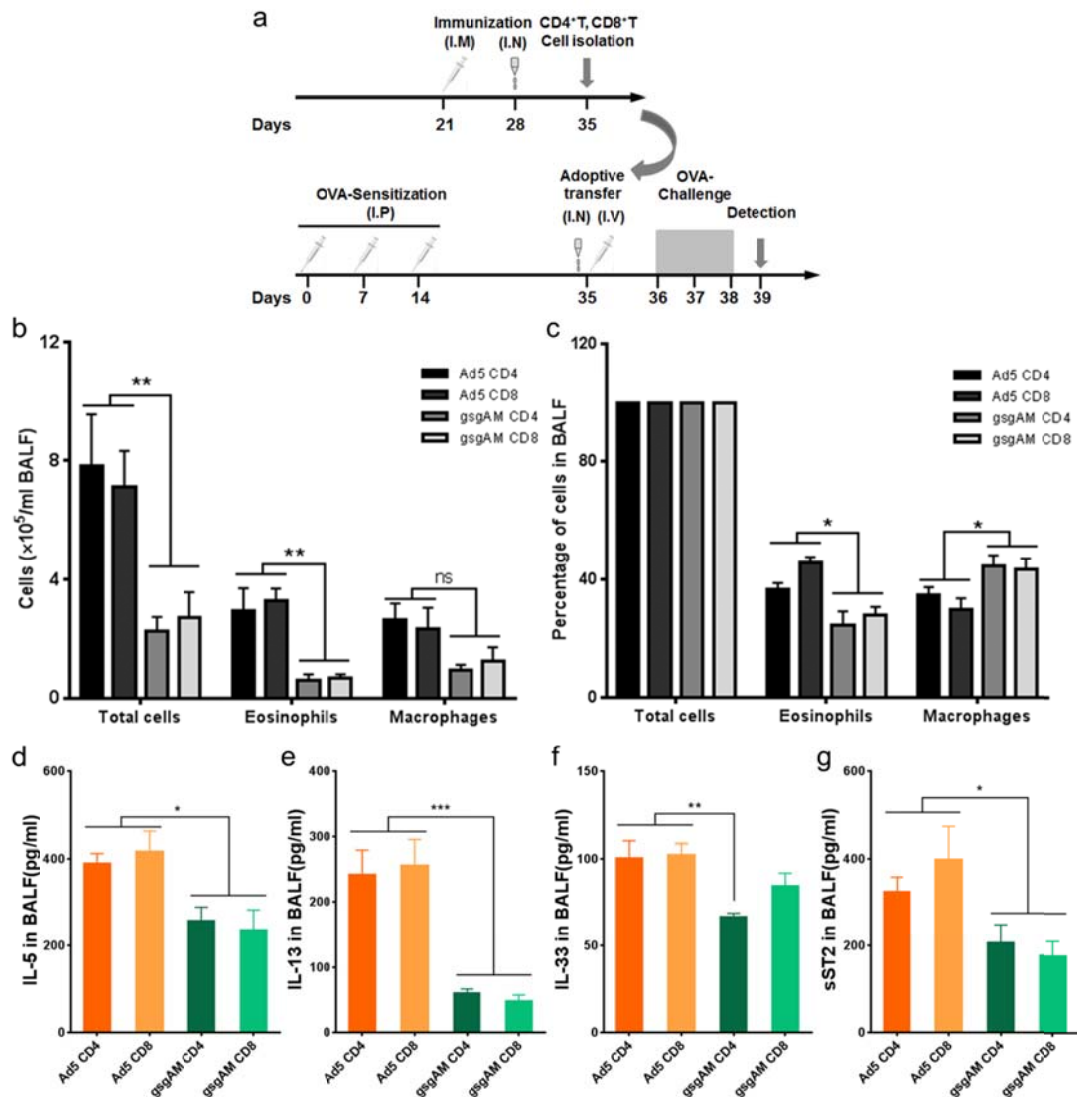 a
Immunization
(I.M) (I.N)
CD4⁺T, CD8⁺T
Cell isolation
Days 21 28 35
OVA-Sensitization
(I.P)
Adoptive
transfer
(I.N) (I.V)
OVA-
Challenge
Detection
Days 0 7 14 35 36 37 38 39
b
Cells (×10⁵/ml BALF)
12
8
4
0
**
**
ns
Ad5 CD4
Ad5 CD8
gsgAM CD4
gsgAM CD8
Total cells Eosinophils Macrophages
c
Percentage of cells in BALF
120
80
40
0
*
*
Ad5 CD4
Ad5 CD8
gsgAM CD4
gsgAM CD8
Total cells Eosinophils Macrophages
d
IL-5 in BALF(pg/ml)
600
400
200
0
*
Ad5 CD4
Ad5 CD8
gsgAM CD4
gsgAM CD8
e
IL-13 in BALF(pg/ml)
400
300
200
100
0
***
Ad5 CD4
Ad5 CD8
gsgAM CD4
gsgAM CD8
f
IL-33 in BALF(pg/ml)
150
100
50
0
**
Ad5 CD4
Ad5 CD8
gsgAM CD4
gsgAM CD8
g
sST2 in BALF(pg/ml)
600
400
200
0
*
Ad5 CD4
Ad5 CD8
gsgAM CD4
gsgAM CD8